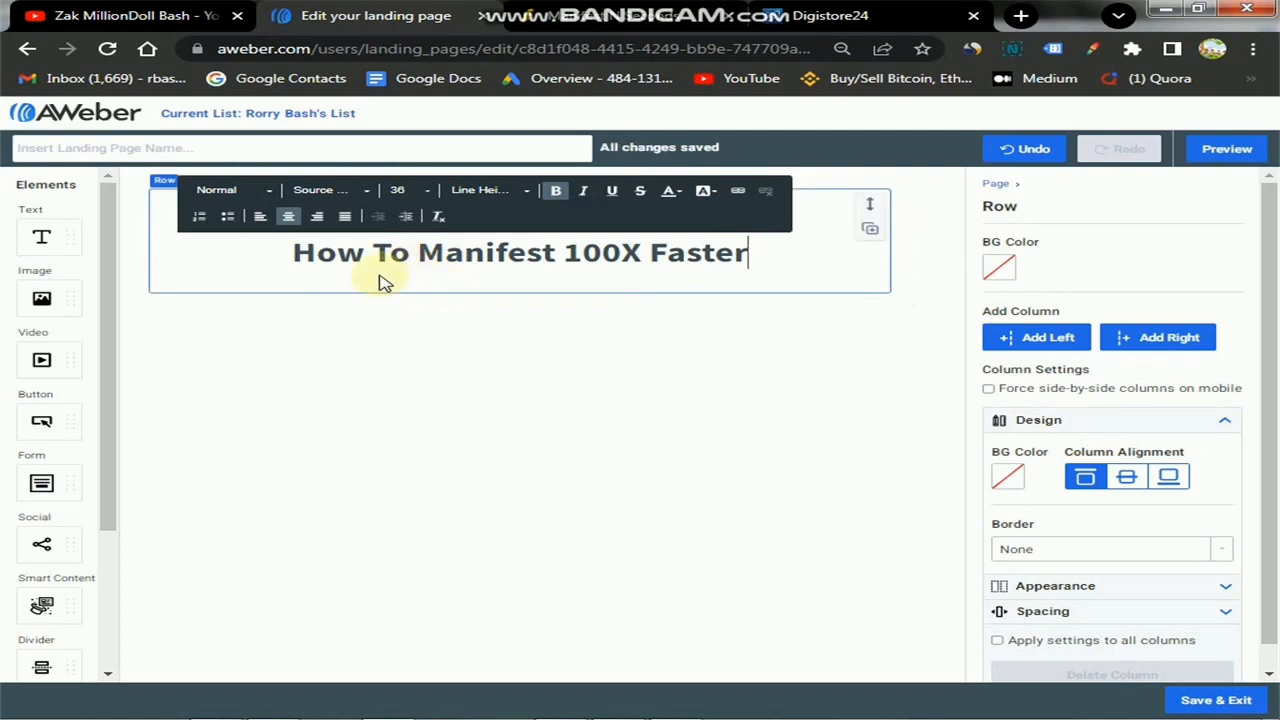 Zak MillionDoll Bash - Yo
Edit your landing page
www.BANDICAM.com
Digistore24
aweber.com/users/landing_pages/edit/c8d1f048-4415-4249-bb9e-747709a...
Inbox (1,669) - rbas...
Google Contacts
Google Docs
Overview - 484-131...
YouTube
Buy/Sell Bitcoin, Eth...
Medium
(1) Quora
»
AWeber
Current List: Rorry Bash's List
Insert Landing Page Name...
All changes saved
Undo
Redo
Preview
Elements
Text
Image
Video
Button
Form
Social
Smart Content
Divider
Row
Normal
Source ...
36
Line Hei...
B I U S A A
How To Manifest 100X Faster
Page ›
Row
BG Color
Add Column
Add Left
Add Right
Column Settings
Force side-by-side columns on mobile
Design
BG Color
Column Alignment
Border
None
Appearance
Spacing
Apply settings to all columns
Delete Column
Save & Exit